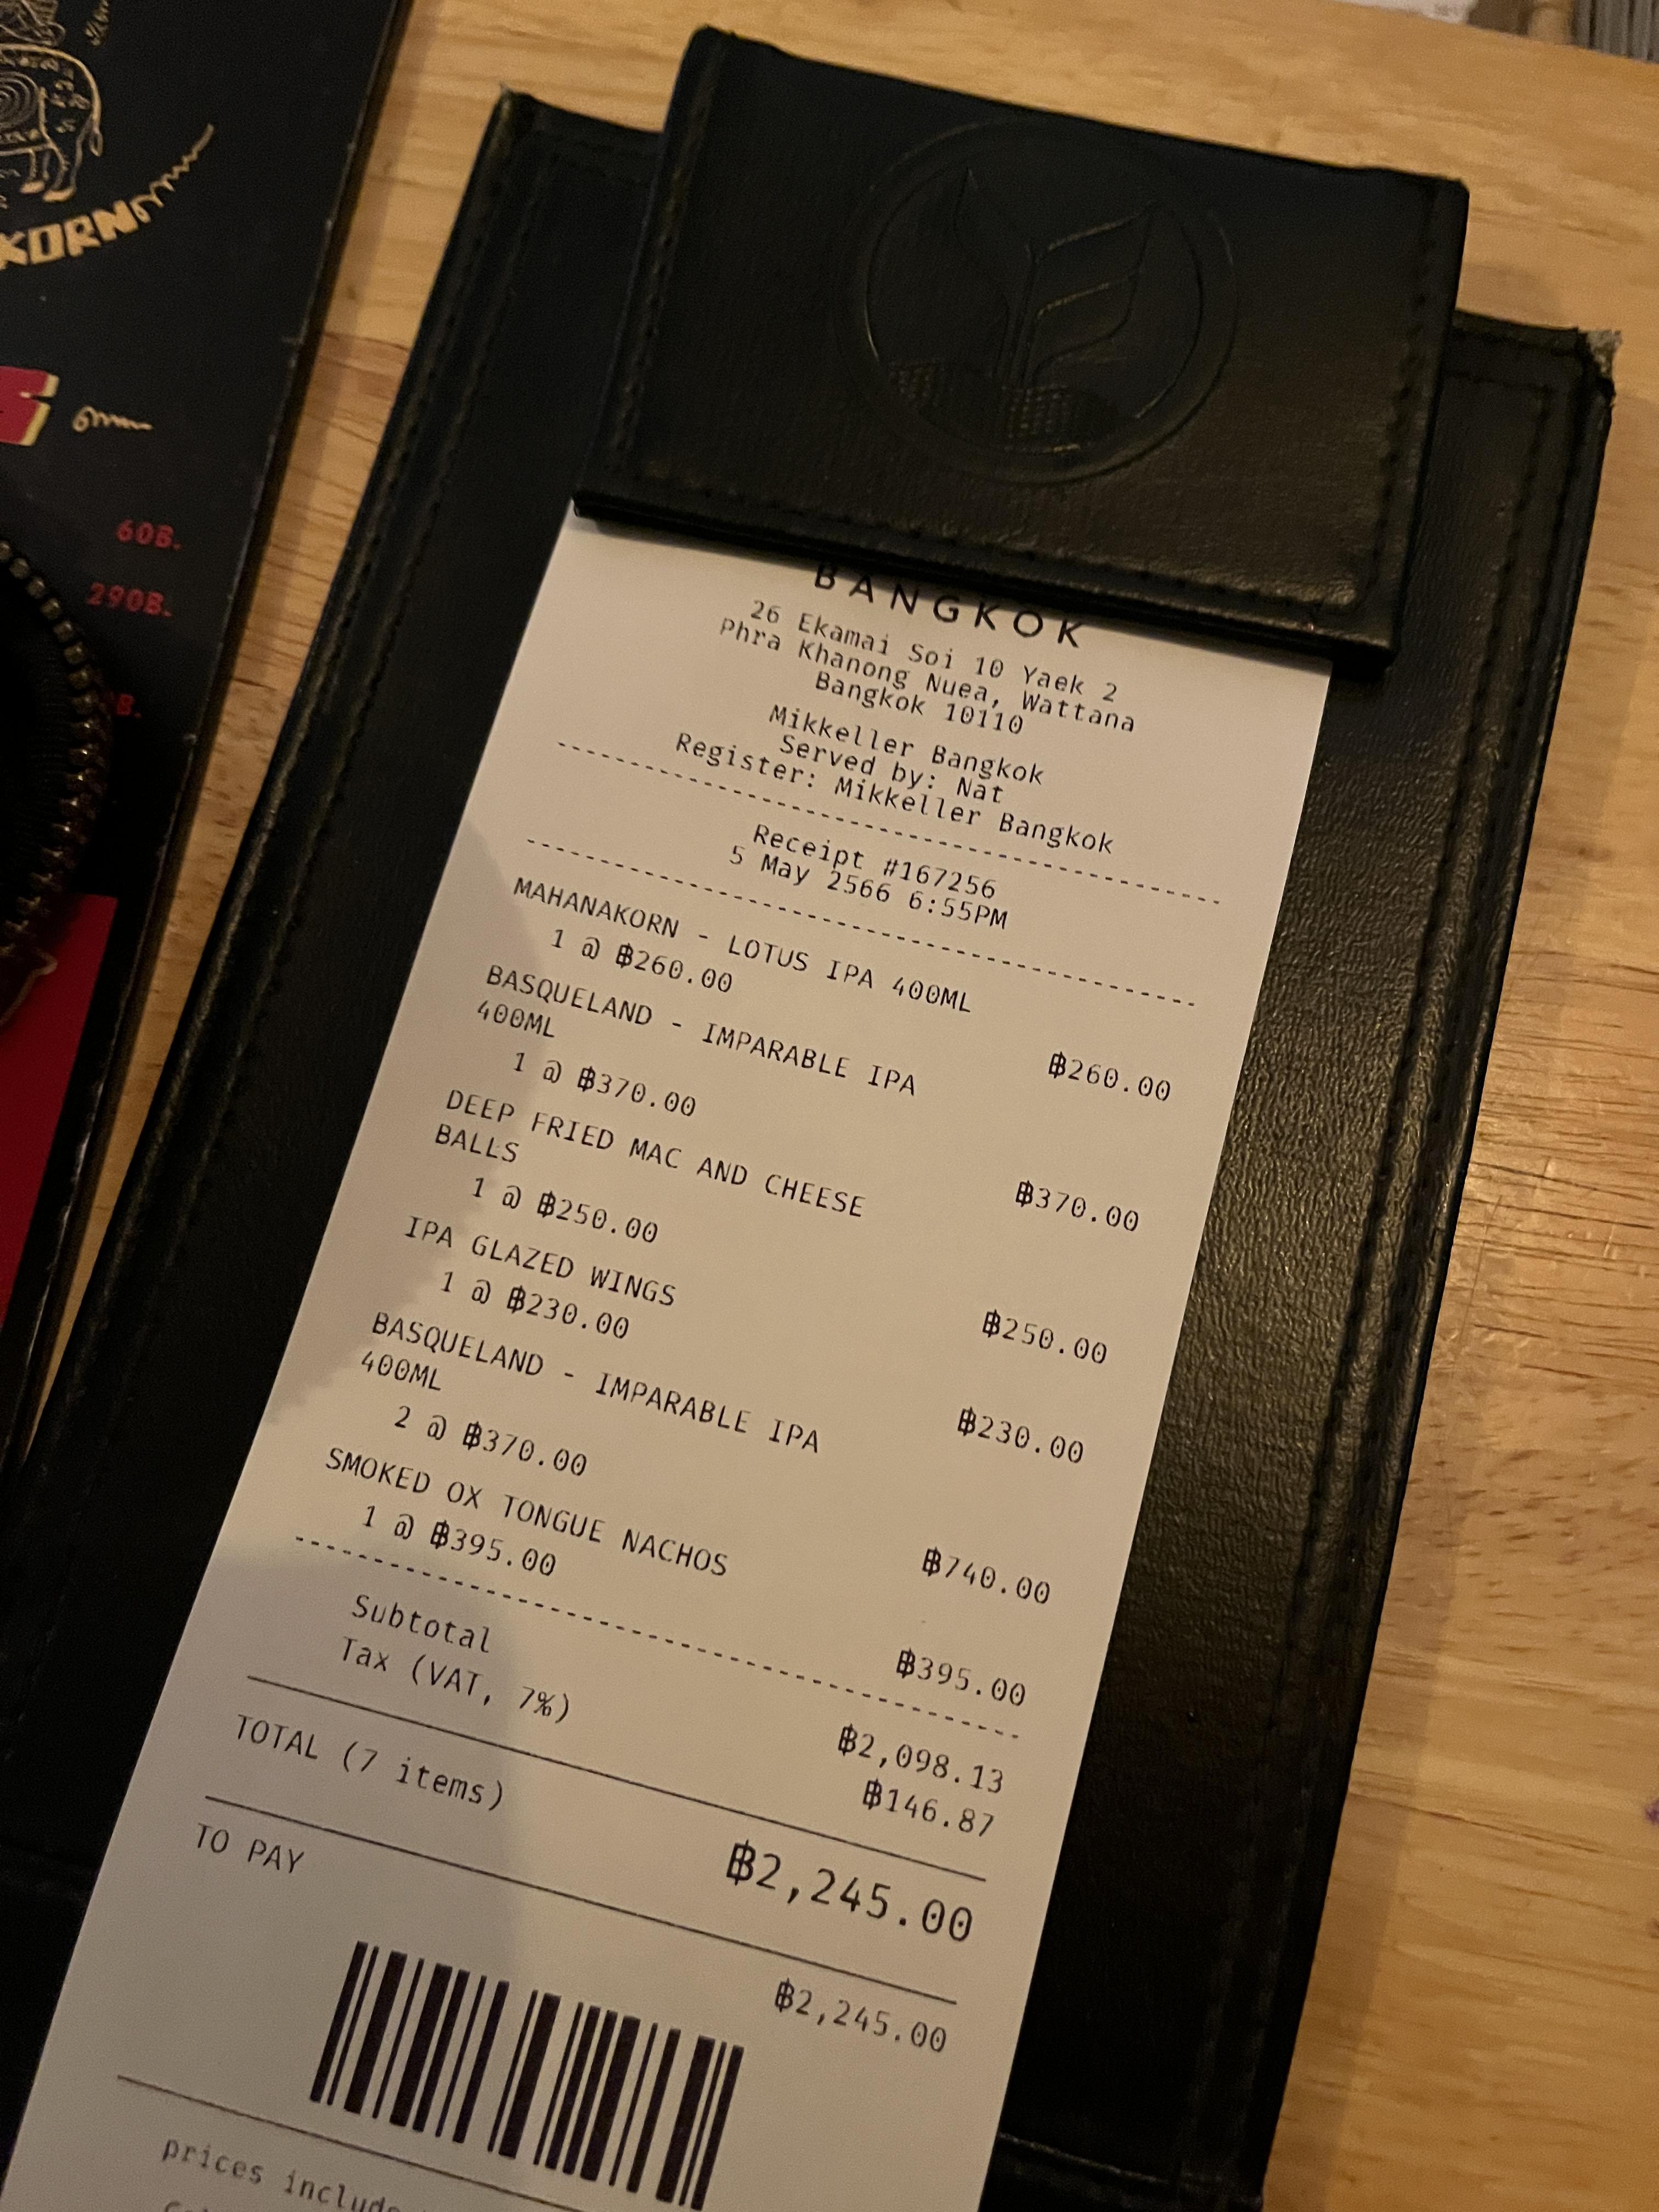 KORN
60B.
290B.
B.
BANGKOK
26 Ekamai Soi 10 Yaek 2
Phra Khanong Nuea, Wattana
Bangkok 10110
Mikkeller Bangkok
Served by: Nat
Register: Mikkeller Bangkok
Receipt #167256
5 May 2566 6:55PM
MAHANAKORN - LOTUS IPA 400ML
1 @ ฿260.00 ฿260.00
BASQUELAND - IMPARABLE IPA
400ML
1 @ ฿370.00 ฿370.00
DEEP FRIED MAC AND CHEESE
BALLS
1 @ ฿250.00 ฿250.00
IPA GLAZED WINGS
1 @ ฿230.00 ฿230.00
BASQUELAND - IMPARABLE IPA
400ML
2 @ ฿370.00 ฿740.00
SMOKED OX TONGUE NACHOS
1 @ ฿395.00 ฿395.00
Subtotal ฿2,098.13
Tax (VAT, 7%) ฿146.87
TOTAL (7 items) ฿2,245.00
TO PAY ฿2,245.00
prices include